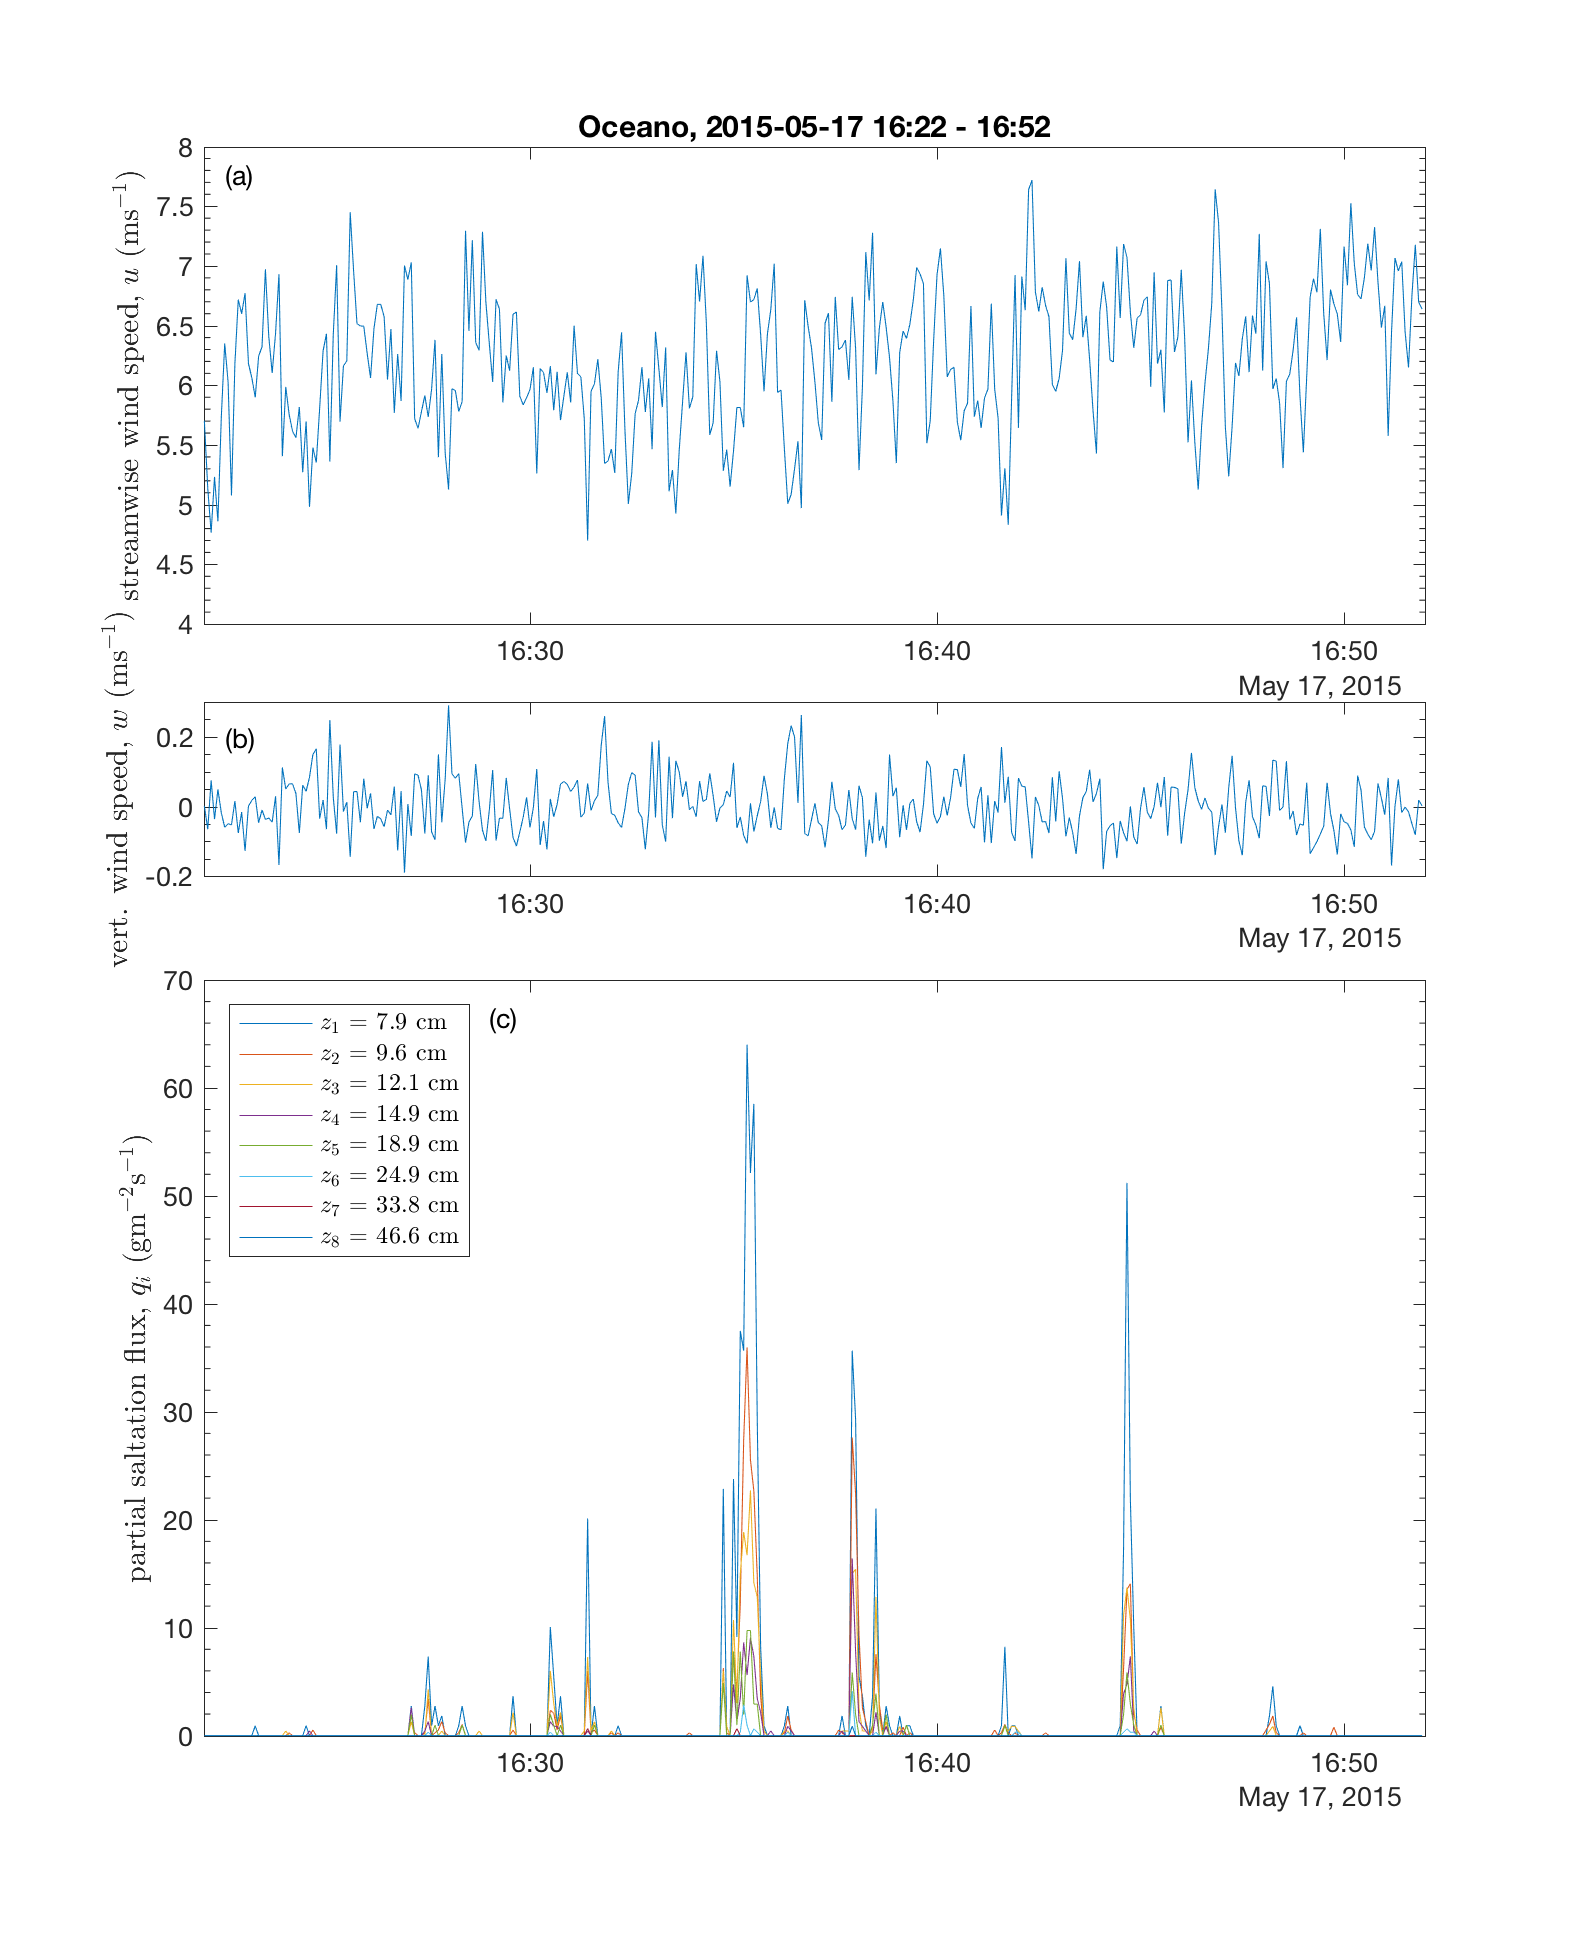 Oceano, 2015-05-17 16:22 - 16:52
(a)
streamwise wind speed, u (ms⁻¹)
8
7.5
7
6.5
6
5.5
5
4.5
4
16:30 16:40 16:50
May 17, 2015
(b)
vert. wind speed, w (ms⁻¹)
0.2
0
-0.2
16:30 16:40 16:50
May 17, 2015
(c)
partial saltation flux, qᵢ (gm⁻²s⁻¹)
70
60
50
40
30
20
10
0
z₁ = 7.9 cm
z₂ = 9.6 cm
z₃ = 12.1 cm
z₄ = 14.9 cm
z₅ = 18.9 cm
z₆ = 24.9 cm
z₇ = 33.8 cm
z₈ = 46.6 cm
16:30 16:40 16:50
May 17, 2015